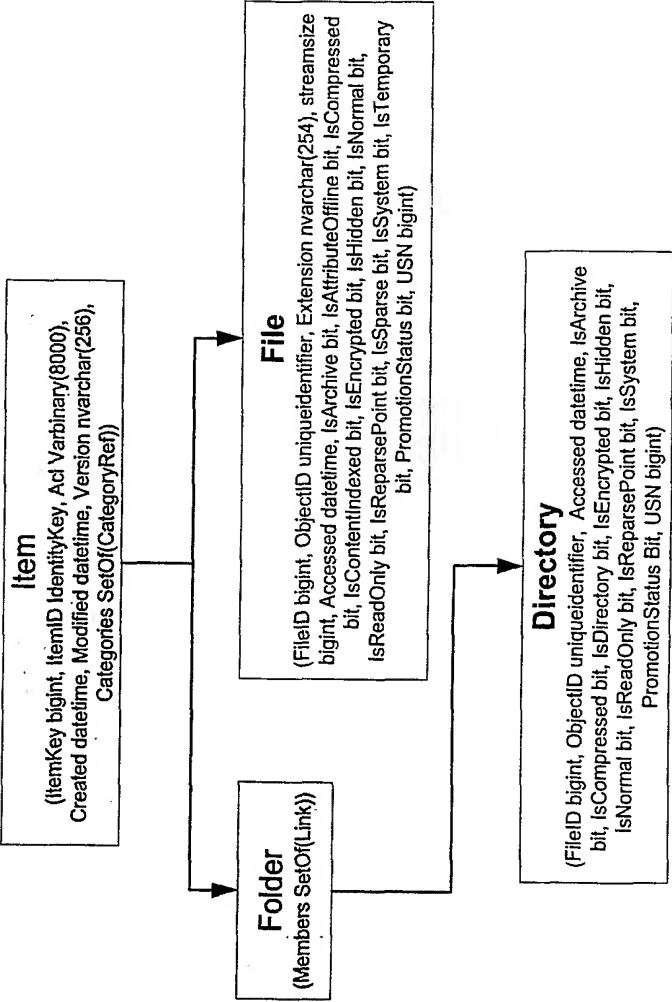 Item
(ItemKey bigint, ItemID IdentityKey, Acl Varbinary(8000),
Created datetime, Modified datetime, Version nvarchar(256),
Categories SetOf(CategoryRef))
Folder
(Members SetOf(Link))
File
(FileID bigint, ObjectID uniqueidentifier, Extension nvarchar(254), streamsize
bigint, Accessed datetime, IsArchive bit, IsAttributeOffline bit, IsCompressed
bit, IsContentIndexed bit, IsEncrypted bit, IsHidden bit, IsNormal bit,
IsReadOnly bit, IsReparsePoint bit, IsSparse bit, IsSystem bit, IsTemporary
bit, PromotionStatus bit, USN bigint)
Directory
(FileID bigint, ObjectID uniqueidentifier, Accessed datetime, IsArchive
bit, IsCompressed bit, IsDirectory bit, IsEncrypted bit, IsHidden bit,
IsNormal bit, IsReadOnly bit, IsReparsePoint bit, IsSystem bit,
PromotionStatus Bit, USN bigint)